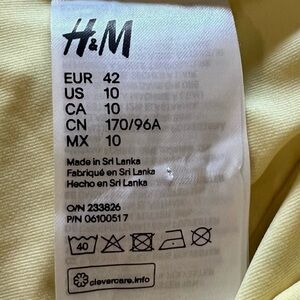 H&M
EUR 42
US 10
CA 10
CN 170/96A
MX 10
Made in Sri Lanka
Fabriqué en Sri Lanka
Hecho en Sri Lanka
O/N 233826
P/N 06100517
40
clevercare.info